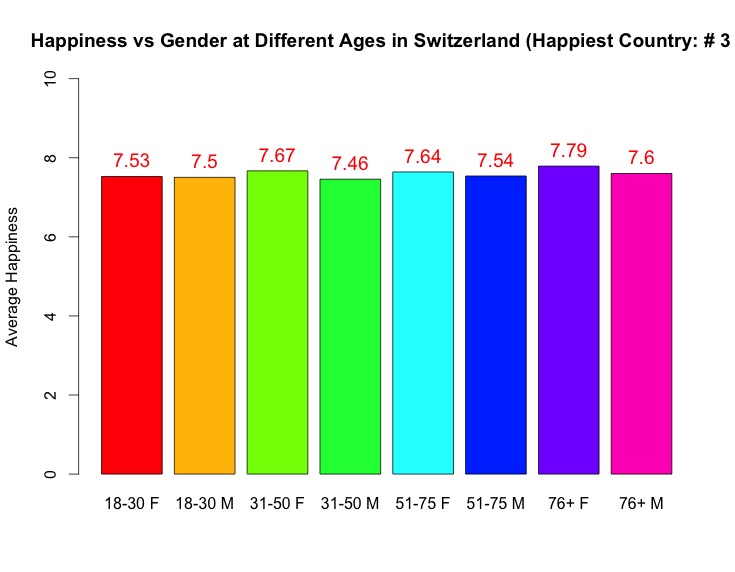 Happiness vs Gender at Different Ages in Switzerland (Happiest Country: # 3
Average Happiness
10
8
6
4
2
0
7.53 7.5 7.67 7.46 7.64 7.54 7.79 7.6
18-30 F 18-30 M 31-50 F 31-50 M 51-75 F 51-75 M 76+ F 76+ M